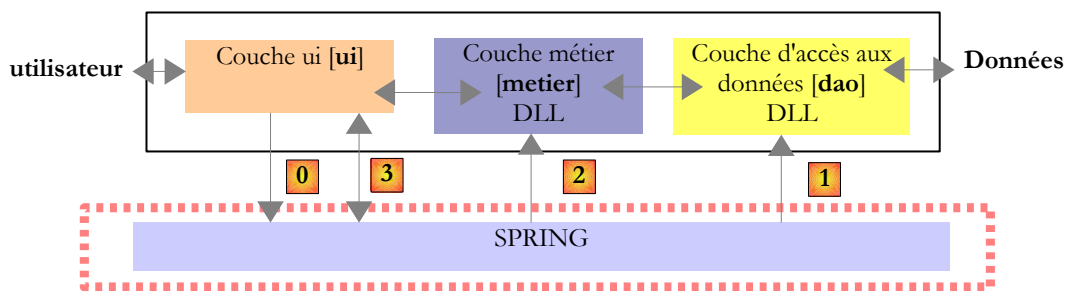 utilisateur
Couche ui [ui]
Couche métier
[metier]
DLL
Couche d'accès aux
données [dao]
DLL
Données
0
3
2
1
SPRING